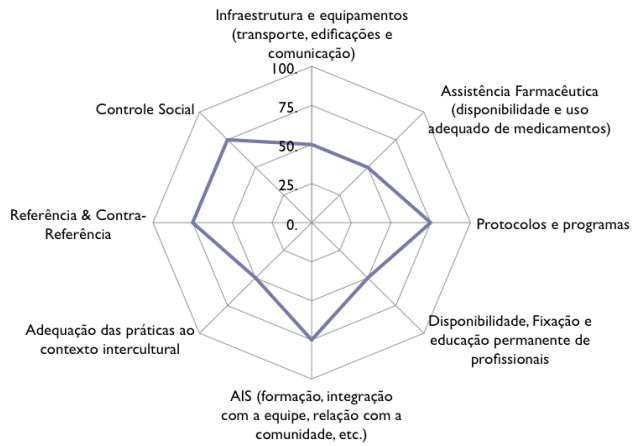 Infraestrutura e equipamentos
(transporte, edificações e
comunicação)
100.
75.
50.
25.
0.
Assistência Farmacêutica
(disponibilidade e uso
adequado de medicamentos)
Protocolos e programas
Disponibilidade, Fixação e
educação permanente de
profissionais
AIS (formação, integração
com a equipe, relação com a
comunidade, etc.)
Adequação das práticas ao
contexto intercultural
Referência & Contra-
Referência
Controle Social